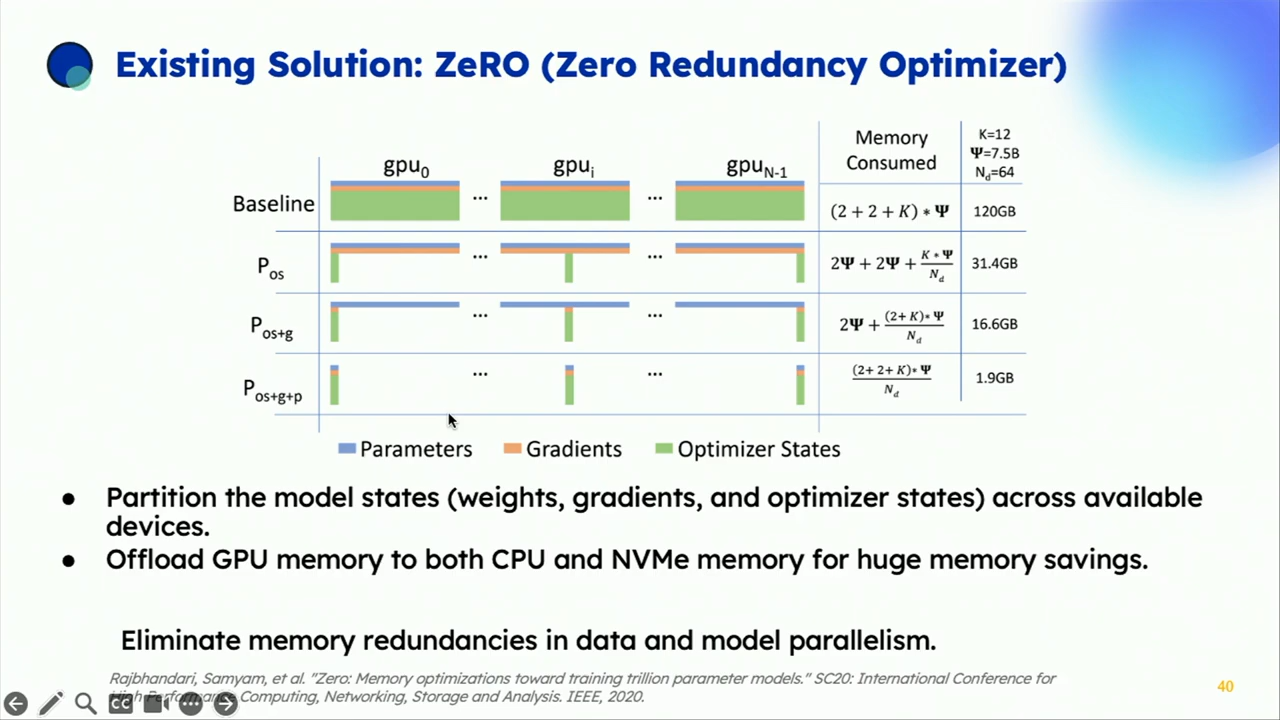 Existing Solution: ZeRO (Zero Redundancy Optimizer)
gpu0 gpui gpuN-1 Memory Consumed K=12 Ψ=7.5B Nd=64
Baseline ... ... (2 + 2 + K) * Ψ 120GB
Pos ... ... 2Ψ + 2Ψ + K * Ψ / Nd 31.4GB
Pos+g ... ... 2Ψ + (2+K)*Ψ / Nd 16.6GB
Pos+g+p ... ... (2+2+K)*Ψ / Nd 1.9GB
Parameters Gradients Optimizer States
● Partition the model states (weights, gradients, and optimizer states) across available
devices.
● Offload GPU memory to both CPU and NVMe memory for huge memory savings.
Eliminate memory redundancies in data and model parallelism.
Rajbhandari, Samyam, et al. "Zero: Memory optimizations toward training trillion parameter models." SC20: International Conference for
High Performance Computing, Networking, Storage and Analysis. IEEE, 2020.
40
CC